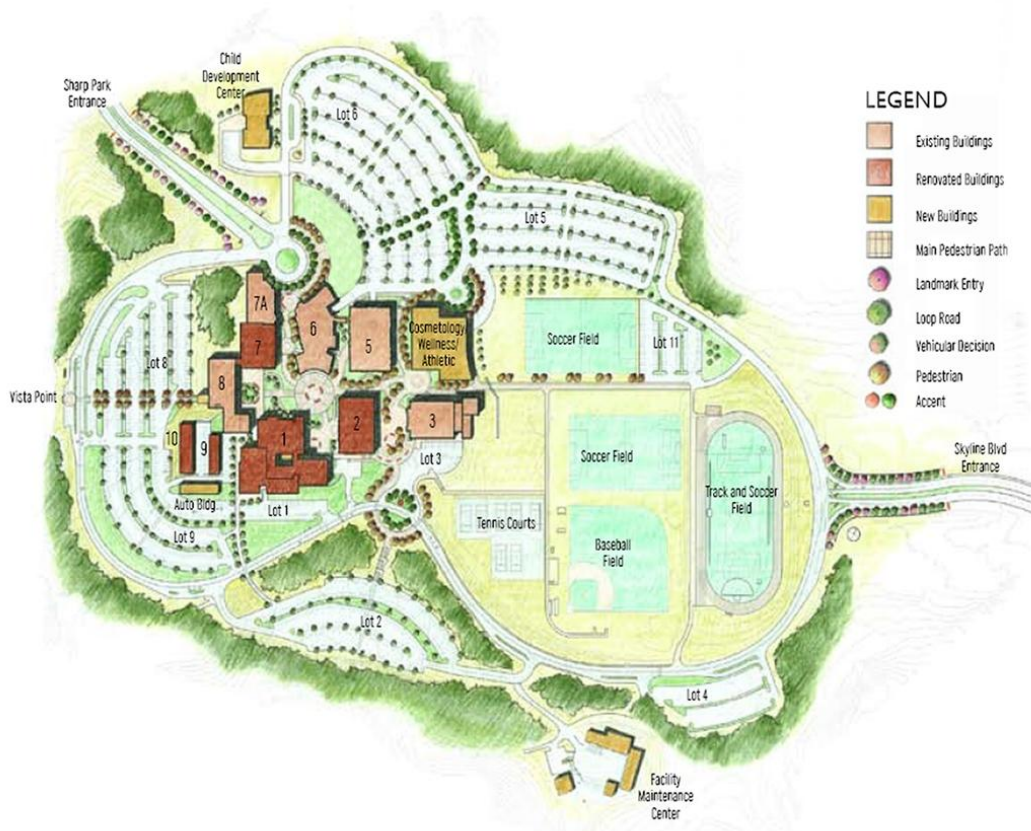 Child
Development
Center
Sharp Park
Entrance
Lot 6
LEGEND
Existing Buildings
Renovated Buildings
New Buildings
Main Pedestrian Path
Landmark Entry
Loop Road
Vehicular Decision
Pedestrian
Accent
Lot 5
7A
6
5
Cosmetology
Wellness/
Athletic
Soccer Field
Lot 11
7
Lot 8
8
Vista Point
10
9
1
2
3
Lot 3
Soccer Field
Skyline Blvd
Entrance
Track and Soccer
Field
Auto Bldg.
Lot 1
Lot 9
Tennis Courts
Baseball
Field
Lot 2
Lot 4
Facility
Maintenance
Center